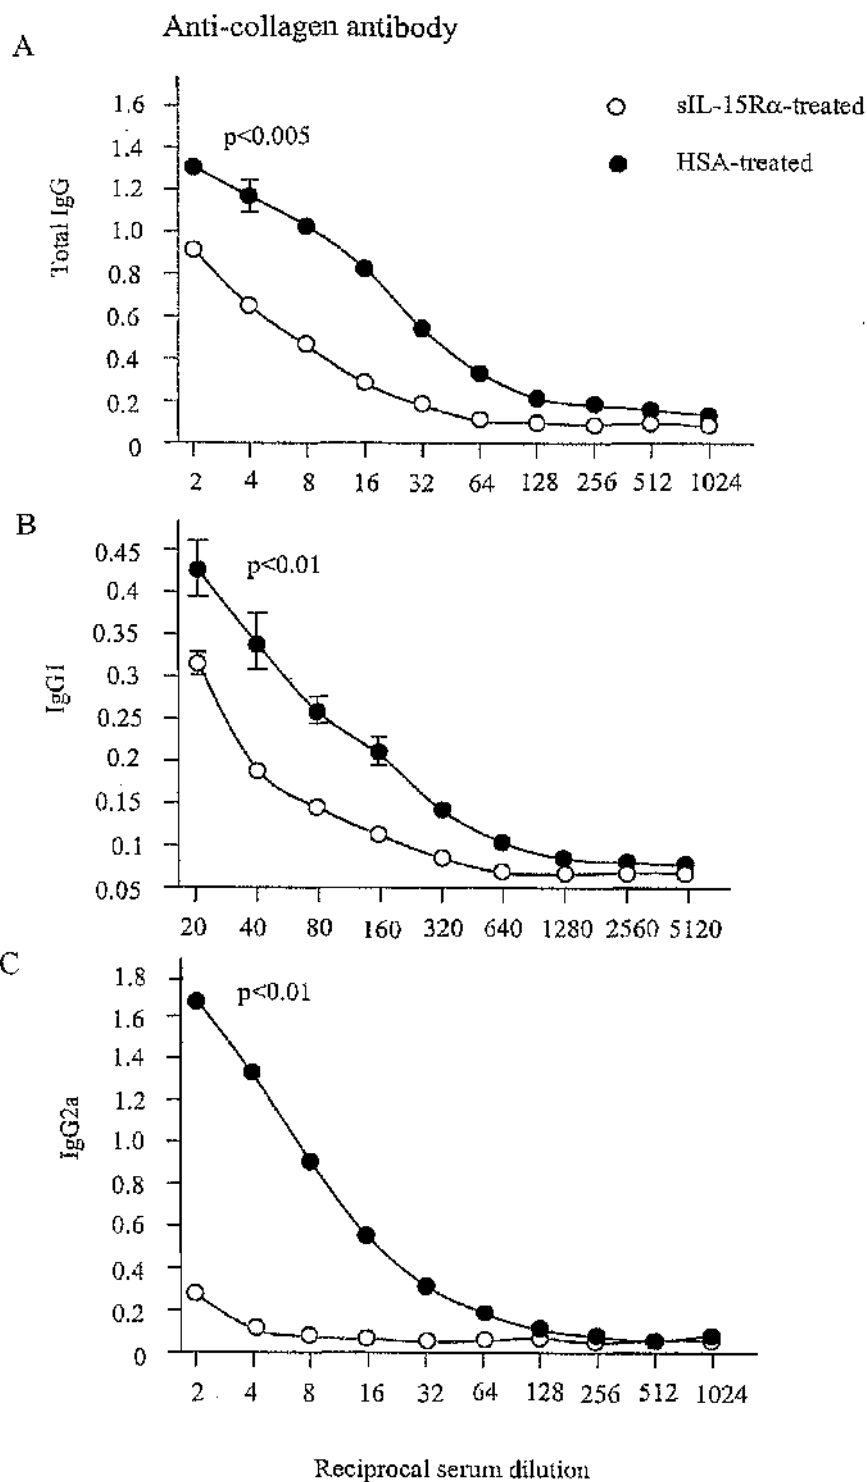 Anti-collagen antibody
A
sIL-15Rα-treated
HSA-treated
p<0.005
Total IgG
1.6
1.4
1.2
1.0
0.8
0.6
0.4
0.2
0
2 4 8 16 32 64 128 256 512 1024
B
p<0.01
IgG1
0.45
0.4
0.35
0.3
0.25
0.2
0.15
0.1
0.05
20 40 80 160 320 640 1280 2560 5120
C
p<0.01
IgG2a
1.8
1.6
1.4
1.2
1.0
0.8
0.6
0.4
0.2
0
2 4 8 16 32 64 128 256 512 1024
Reciprocal serum dilution